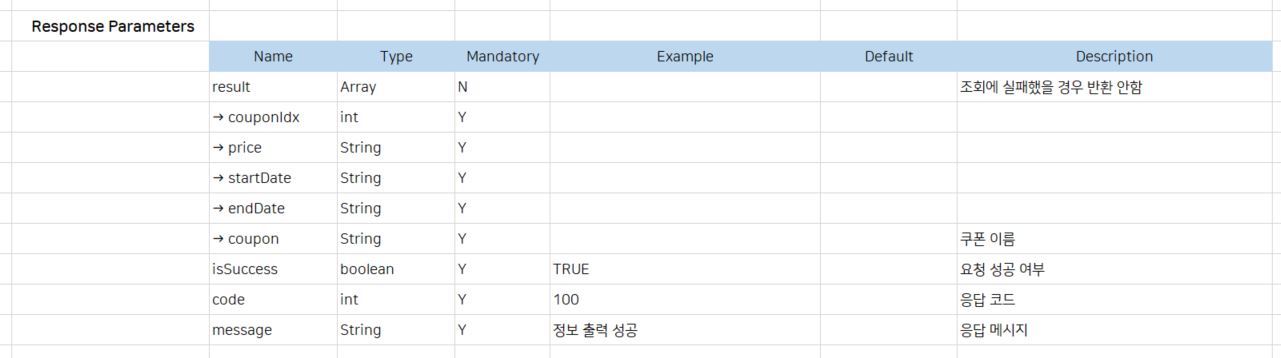 Response Parameters
Name Type Mandatory Example Default Description
result Array N 조회에 실패했을 경우 반환 안함
→ couponIdx int Y
→ price String Y
→ startDate String Y
→ endDate String Y
→ coupon String Y 쿠폰 이름
isSuccess boolean Y TRUE 요청 성공 여부
code int Y 100 응답 코드
message String Y 정보 출력 성공 응답 메시지